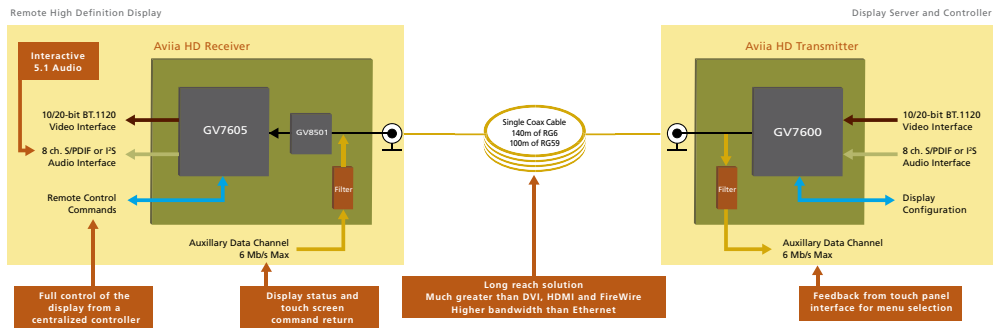 Remote High Definition Display
Display Server and Controller
Aviia HD Receiver
Interactive
5.1 Audio
10/20-bit BT.1120
Video Interface
8 ch. S/PDIF or I²S
Audio Interface
Remote Control
Commands
GV7605
GV8501
Filter
Auxillary Data Channel
6 Mb/s Max
Full control of the
display from a
centralized controller
Display status and
touch screen
command return
Single Coax Cable
140m of RG6
100m of RG59
Long reach solution
Much greater than DVI, HDMI and FireWire
Higher bandwidth than Ethernet
Aviia HD Transmitter
GV7600
Filter
10/20-bit BT.1120
Video Interface
8 ch. S/PDIF or I²S
Audio Interface
Display
Configuration
Auxillary Data Channel
6 Mb/s Max
Feedback from touch panel
interface for menu selection